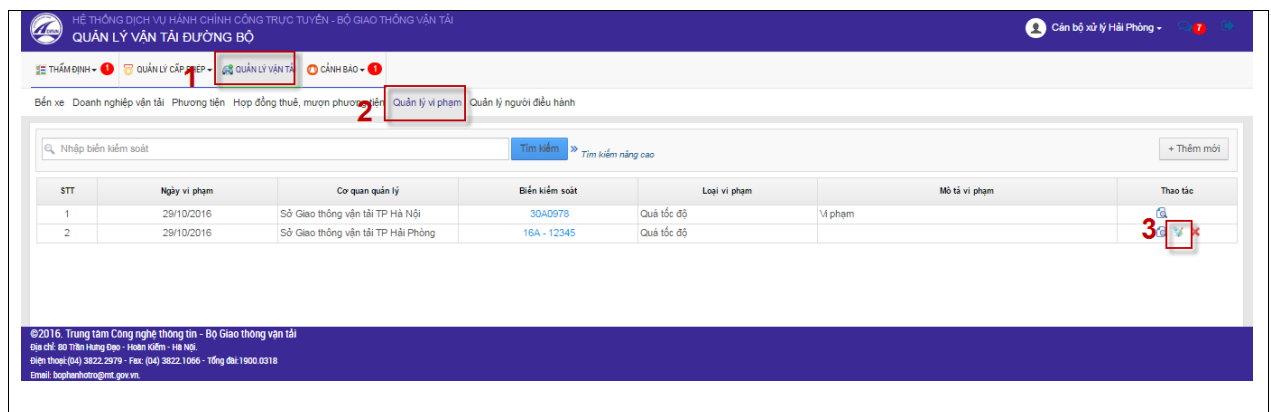 HỆ THỐNG DỊCH VỤ HÀNH CHÍNH CÔNG TRỰC TUYẾN - BỘ GIAO THÔNG VẬN TẢI
QUẢN LÝ VẬN TẢI ĐƯỜNG BỘ
Cán bộ xử lý Hải Phòng 7
THẨM ĐỊNH 1 QUẢN LÝ CẤP PHÉP 1 QUẢN LÝ VẬN TẢI CẢNH BÁO 1
Bến xe Doanh nghiệp vận tải Phương tiện Hợp đồng thuê, mượn phương tiện 2 Quản lý vi phạm Quản lý người điều hành
Nhập biển kiểm soát Tìm kiếm » Tìm kiếm nâng cao + Thêm mới
STT Ngày vi phạm Cơ quan quản lý Biển kiểm soát Loại vi phạm Mô tả vi phạm Thao tác
1 29/10/2016 Sở Giao thông vận tải TP Hà Nội 30A0978 Quá tốc độ Vi phạm
2 29/10/2016 Sở Giao thông vận tải TP Hải Phòng 16A - 12345 Quá tốc độ 3
©2016. Trung tâm Công nghệ thông tin - Bộ Giao thông vận tải
Địa chỉ: 80 Trần Hưng Đạo - Hoàn Kiếm - Hà Nội.
Điện thoại:(04) 3822.2979 - Fax: (04) 3822.1066 - Tổng đài:1900.0318
Email: bophanhotro@mt.gov.vn.